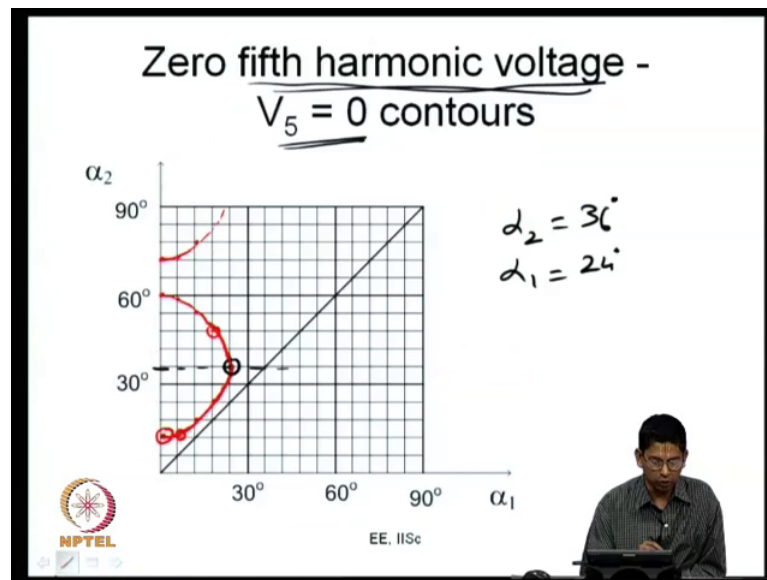 Zero fifth harmonic voltage -
V₅ = 0 contours
α₂
90°
60°
30°
30°
60°
90°
α₁
α₂ = 36°
α₁ = 24°
NPTEL
EE, IISc